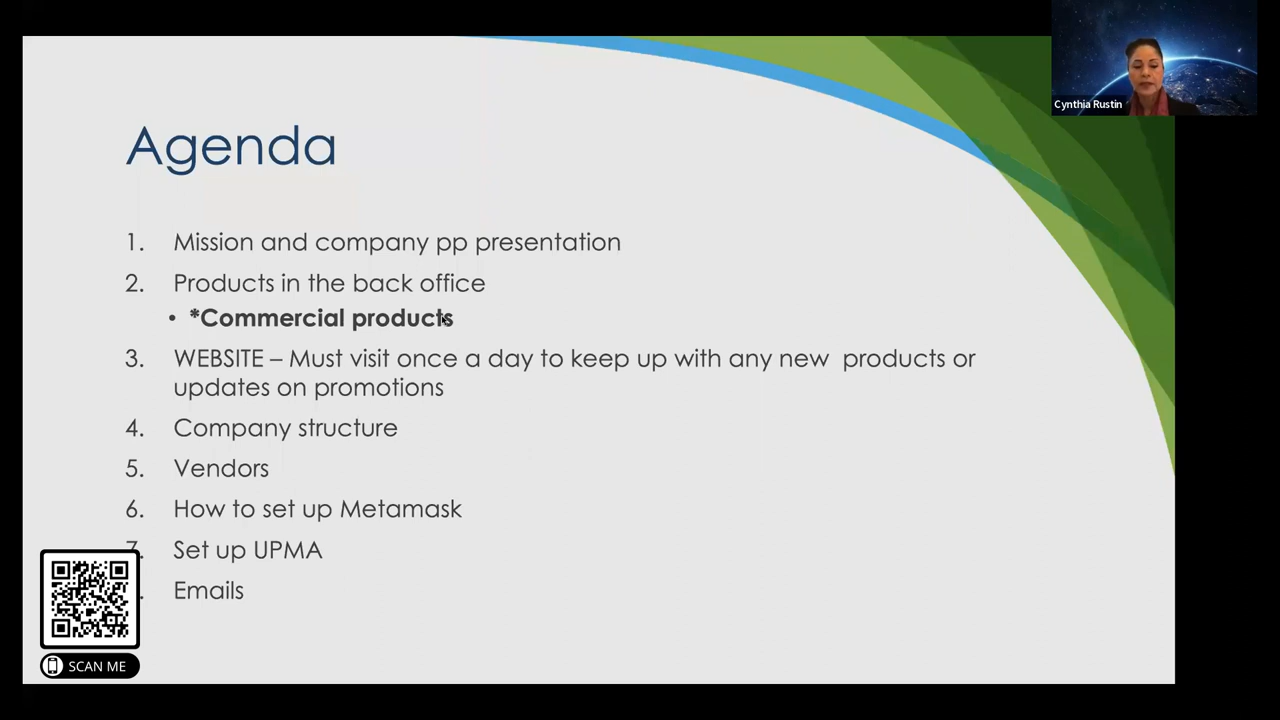 Cynthia Rustin
Agenda
1. Mission and company pp presentation
2. Products in the back office
• *Commercial products
3. WEBSITE – Must visit once a day to keep up with any new products or
updates on promotions
4. Company structure
5. Vendors
6. How to set up Metamask
7. Set up UPMA
. Emails
SCAN ME